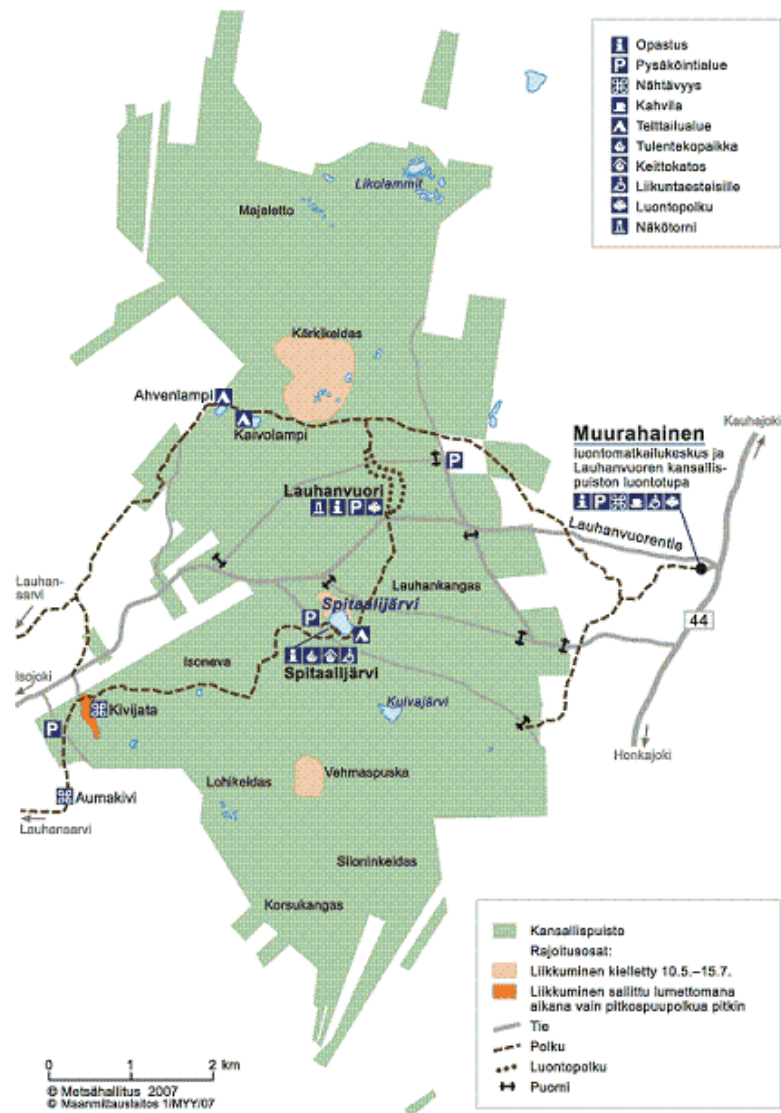 Opastus
Pysäköintialue
Nähtävyys
Kahvila
Telttailualue
Tulentekopaikka
Keittokatos
Liikuntaesteisille
Luontopolku
Näkötorni
Likolammit
Majaletto
Kärkikeidas
Ahvenlampi
Kaivolampi
Kauhajoki
Muurahainen
luontomatkailukeskus ja
Lauhanvuoren kansallis-
puiston luontotupa
Lauhanvuori
Lauhanvuorentie
Lauhan-
sarvi
Lauhankangas
Spitaalijärvi
44
Isoneva
Spitaalijärvi
Isojoki
Kivijata
Kuivajärvi
Honkajoki
Lohikeidas
Vehmaspuska
Aumakivi
Lauhansarvi
Siloninkeidas
Korsukangas
Kansallispuisto
Rajoitusosat:
Liikkuminen kielletty 10.5.–15.7.
Liikkuminen sallittu lumettomana
aikana vain pitkospuupolkua pitkin
Tie
Polku
Luontopolku
Puomi
0 1 2 km
© Metsähallitus 2007
© Maanmittauslaitos 1/MYY/07